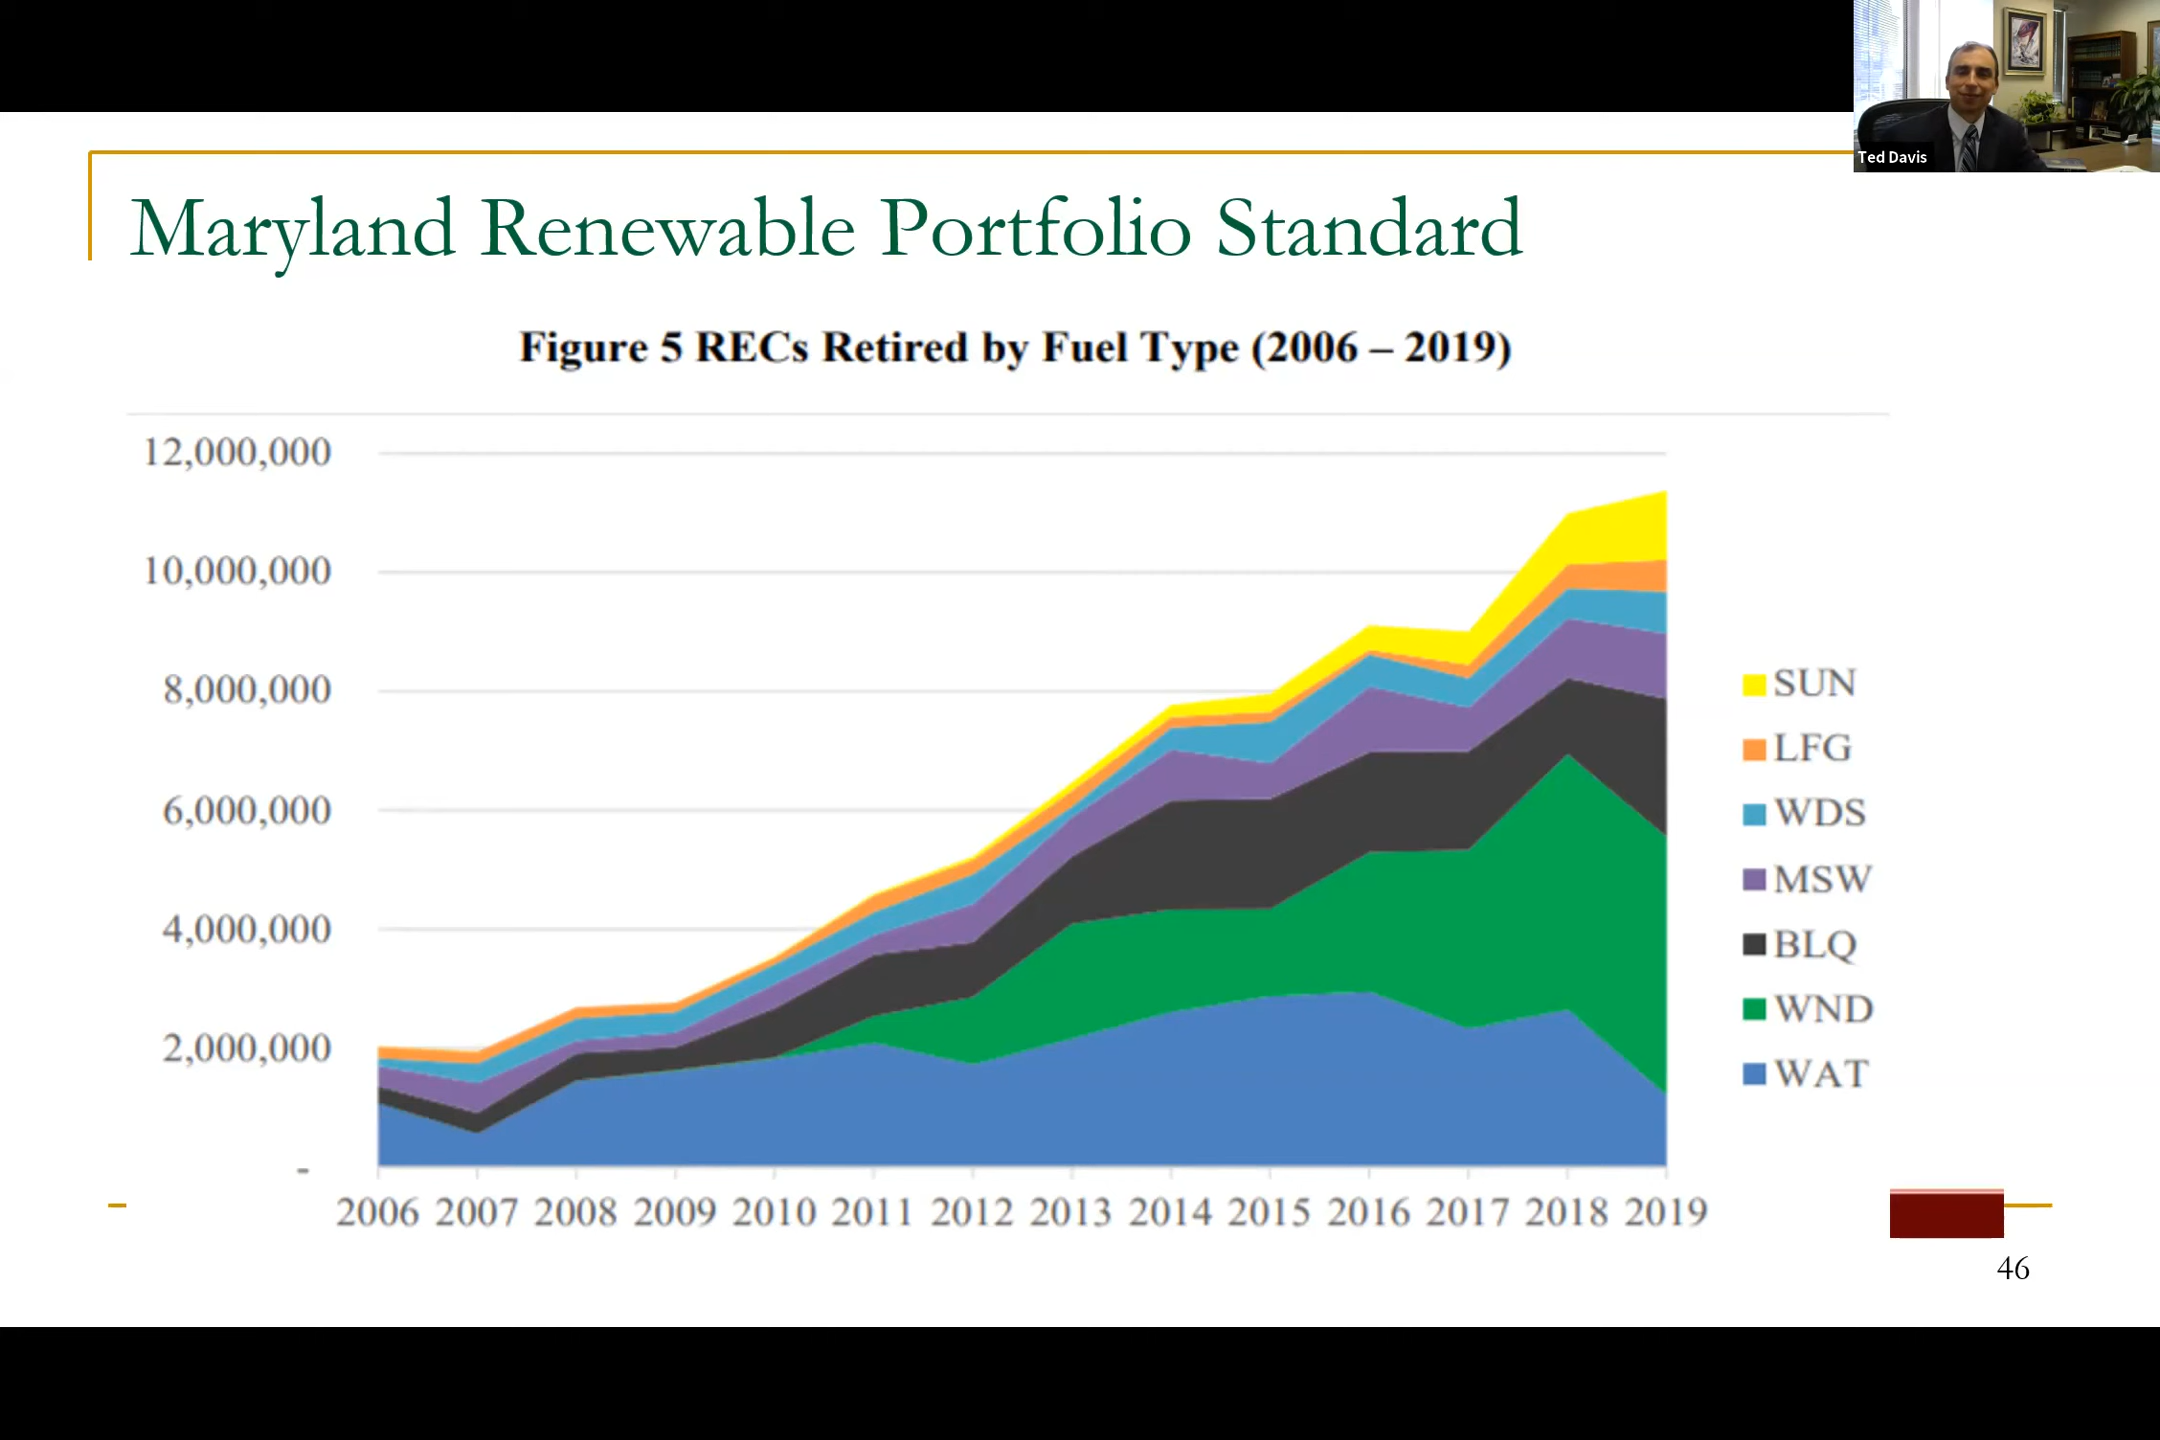 Ted Davis
Maryland Renewable Portfolio Standard
Figure 5 RECs Retired by Fuel Type (2006 – 2019)
12,000,000
10,000,000
8,000,000
6,000,000
4,000,000
2,000,000
-
SUN
LFG
WDS
MSW
BLQ
WND
WAT
2006 2007 2008 2009 2010 2011 2012 2013 2014 2015 2016 2017 2018 2019
46